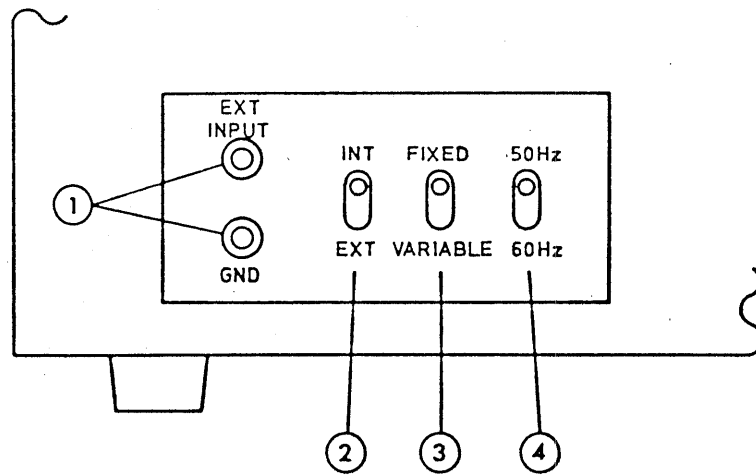 EXT
INPUT
INT FIXED 50Hz
1
EXT VARIABLE 60Hz
GND
2 3 4